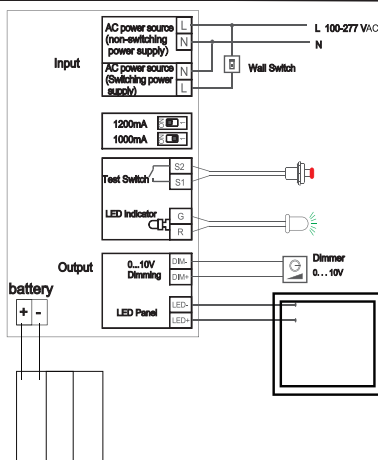 AC power source L
(non-switching N
power supply)
L 100-277 VAC
N
Input
AC power source N
(Switching power L
supply)
Wall Switch
1200mA
1000mA
S2
Test Switch
S1
LED Indicator G
R
Output
0...10V DIM-
Dimming DIM+
Dimmer
0...10V
battery
+ -
LED Panel LED-
LED+